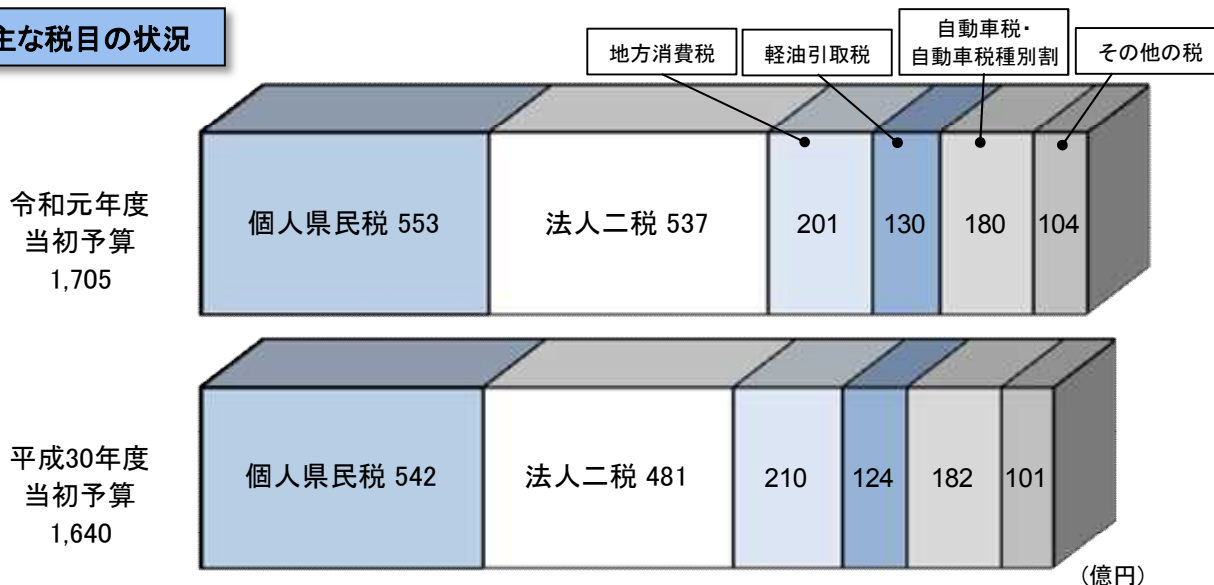 主な税目の状況
地方消費税
軽油引取税
自動車税・
自動車税種別割
その他の税
令和元年度
当初予算
1,705
個人県民税 553
法人二税 537
201
130
180
104
平成30年度
当初予算
1,640
個人県民税 542
法人二税 481
210
124
182
101
(億円)